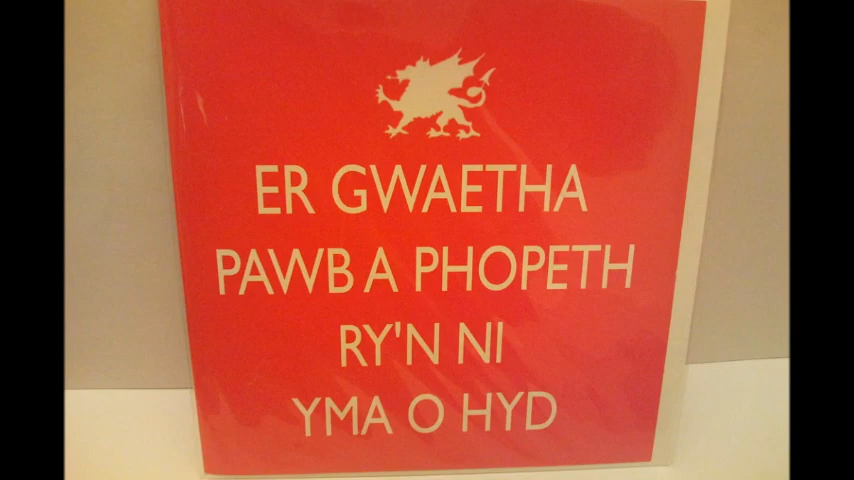 ER GWAETHA
PAWB A PHOPETH
RY'N NI
YMA O HYD